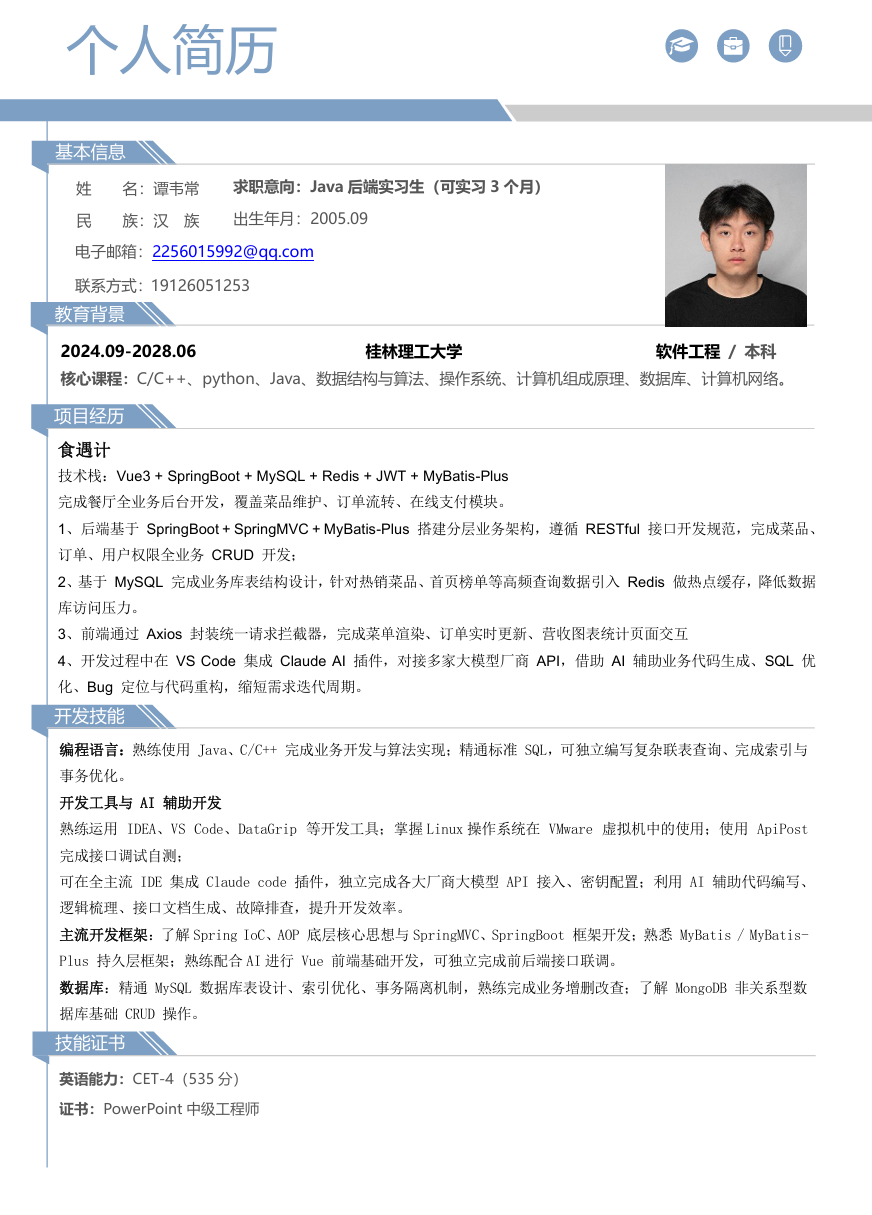 个人简历
基本信息
姓 名：谭韦常 求职意向：Java 后端实习生（可实习 3 个月）
民 族：汉 族 出生年月：2005.09
电子邮箱：2256015992@qq.com
联系方式：19126051253
教育背景
2024.09-2028.06 桂林理工大学 软件工程 / 本科
核心课程：C/C++、python、Java、数据结构与算法、操作系统、计算机组成原理、数据库、计算机网络。
项目经历
食遇计
技术栈：Vue3 + SpringBoot + MySQL + Redis + JWT + MyBatis-Plus
完成餐厅全业务后台开发，覆盖菜品维护、订单流转、在线支付模块。
1、后端基于 SpringBoot + SpringMVC + MyBatis-Plus 搭建分层业务架构，遵循 RESTful 接口开发规范，完成菜品、
订单、用户权限全业务 CRUD 开发；
2、基于 MySQL 完成业务库表结构设计，针对热销菜品、首页榜单等高频查询数据引入 Redis 做热点缓存，降低数据
库访问压力。
3、前端通过 Axios 封装统一请求拦截器，完成菜单渲染、订单实时更新、营收图表统计页面交互
4、开发过程中在 VS Code 集成 Claude AI 插件，对接多家大模型厂商 API，借助 AI 辅助业务代码生成、SQL 优
化、Bug 定位与代码重构，缩短需求迭代周期。
开发技能
编程语言：熟练使用 Java、C/C++ 完成业务开发与算法实现；精通标准 SQL，可独立编写复杂联表查询、完成索引与
事务优化。
开发工具与 AI 辅助开发
熟练运用 IDEA、VS Code、DataGrip 等开发工具；掌握 Linux 操作系统在 VMware 虚拟机中的使用；使用 ApiPost
完成接口调试自测；
可在全主流 IDE 集成 Claude code 插件，独立完成各大厂商大模型 API 接入、密钥配置；利用 AI 辅助代码编写、
逻辑梳理、接口文档生成、故障排查，提升开发效率。
主流开发框架：了解 Spring IoC、AOP 底层核心思想与 SpringMVC、SpringBoot 框架开发；熟悉 MyBatis / MyBatis-
Plus 持久层框架；熟练配合 AI 进行 Vue 前端基础开发，可独立完成前后端接口联调。
数据库：精通 MySQL 数据库表设计、索引优化、事务隔离机制，熟练完成业务增删改查；了解 MongoDB 非关系型数
据库基础 CRUD 操作。
技能证书
英语能力：CET-4（535 分）
证书：PowerPoint 中级工程师